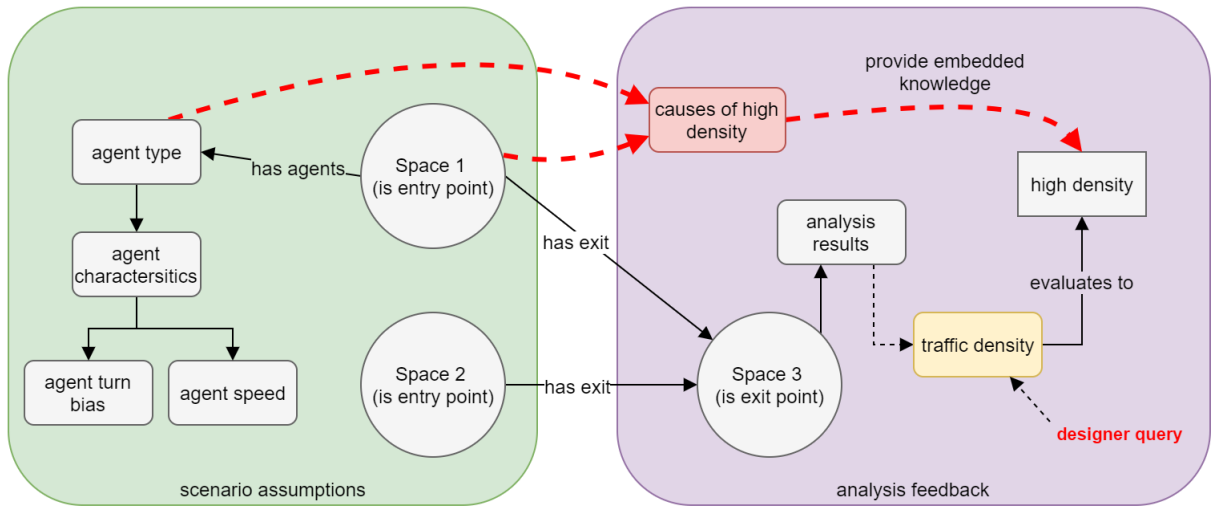 provide embedded
knowledge
causes of high
density
agent type
has agents
Space 1
(is entry point)
high density
analysis
results
agent
charactersitics
has exit
evaluates to
traffic density
agent turn
bias
agent speed
Space 2
(is entry point)
has exit
Space 3
(is exit point)
designer query
scenario assumptions
analysis feedback